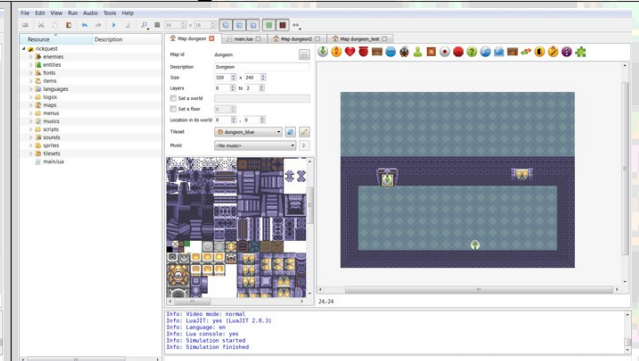 File Edit View Run Audio Tools Help
Resource Description
rickquest
enemies
entities
fonts
items
languages
logos
maps
menus
musics
scripts
sounds
sprites
tilesets
main.lua
Map dungeon main.lua Map dungeon2 Map dungeon_test
Map id dungeon
Description Dungeon
Size 320 x 240
Layers 0 to 2
Set a world
Set a floor
Location in its world 0 , 0
Tileset dungeon_blue
Music <No music>
24,-24
Info: Video mode: normal
Info: LuaJIT: yes (LuaJIT 2.0.3)
Info: Language: en
Info: Lua console: yes
Info: Simulation started
Info: Simulation finished